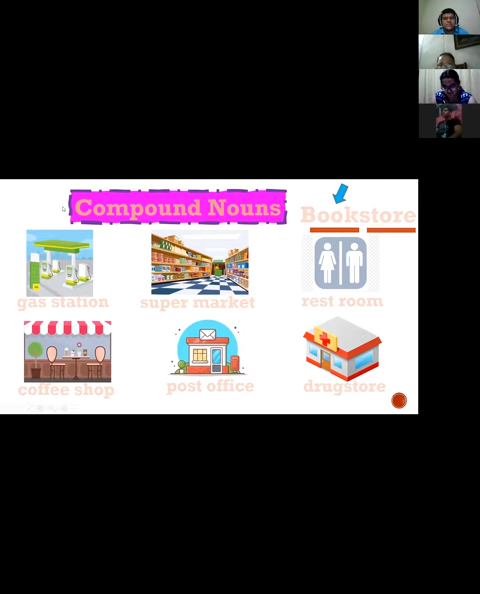 Compound Nouns
Bookstore
gas station
super market
rest room
coffee shop
post office
drugstore